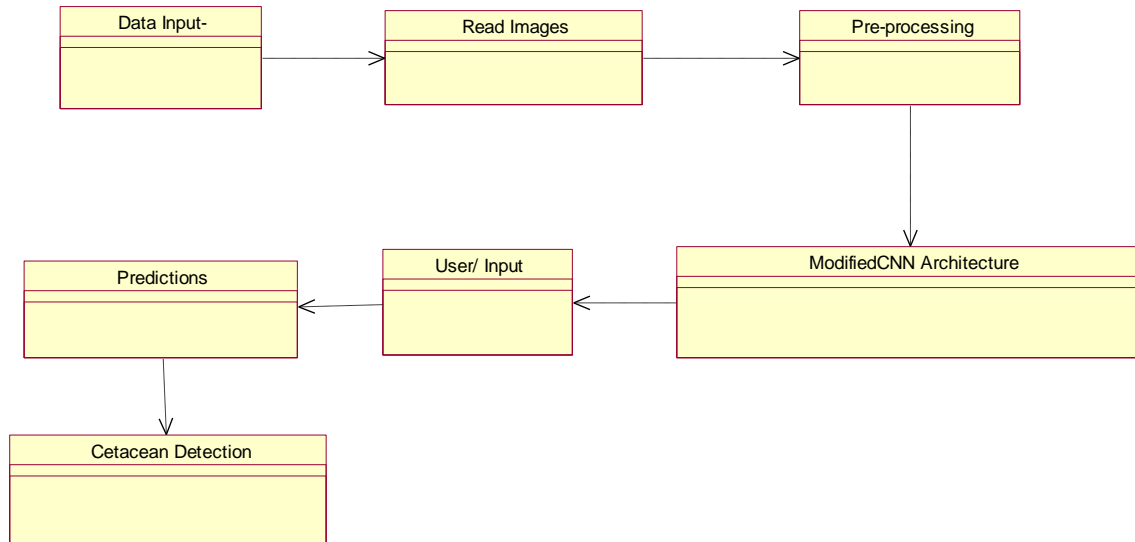 Data Input-
Read Images
Pre-processing
ModifiedCNN Architecture
User/ Input
Predictions
Cetacean Detection